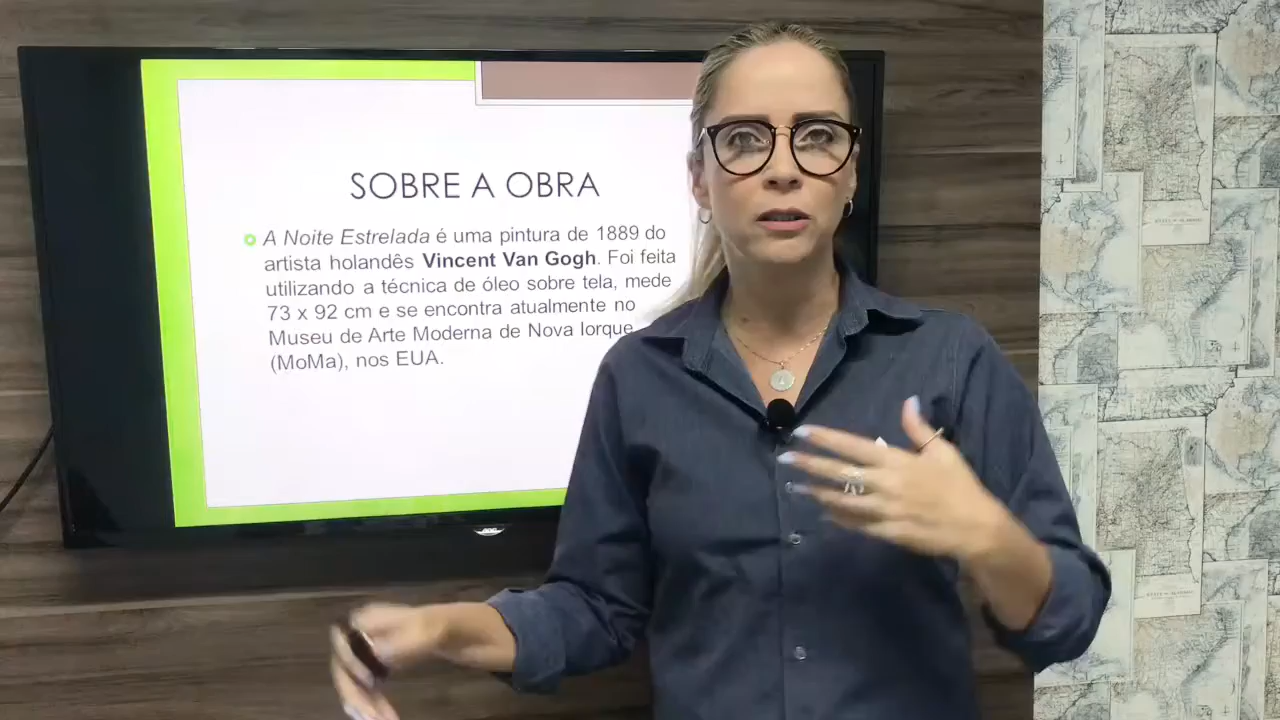 SOBRE A OBRA
A Noite Estrelada é uma pintura de 1889 do
artista holandês Vincent Van Gogh. Foi feita
utilizando a técnica de óleo sobre tela, mede
73 x 92 cm e se encontra atualmente no
Museu de Arte Moderna de Nova Iorque
(MoMa), nos EUA.
AOC